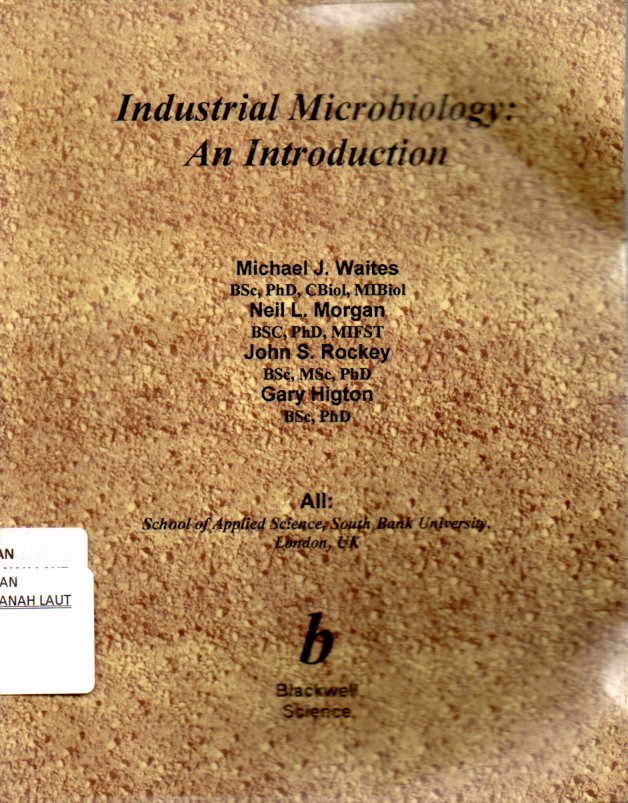 Industrial Microbiology:
An Introduction
Michael J. Waites
BSc, PhD, CBiol, MIBiol
Neil L. Morgan
BSC, PhD, MIFST
John S. Rockey
BSc, MSc, PhD
Gary Higton
BSc, PhD
All:
School of Applied Science, South Bank University,
London, UK
AN
AN
ANAH LAUT
b
Blackwell
Science